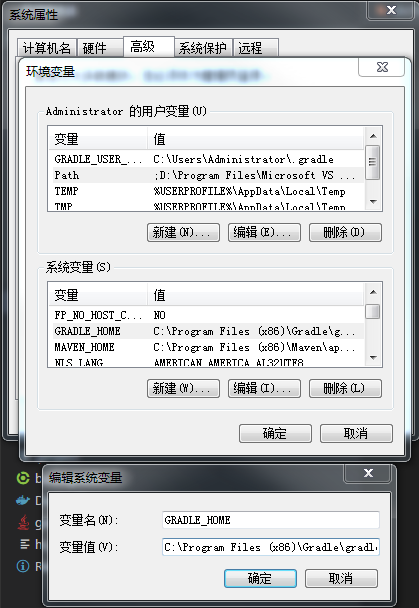 系统属性
计算机名 硬件 高级 系统保护 远程
环境变量
Administrator 的用户变量(U)
变量 值
GRADLE_USER_... C:\Users\Administrator\.gradle
Path ;D:\Program Files\Microsoft VS ...
TEMP %USERPROFILE%\AppData\Local\Temp
TMP %USERPROFILE%\AppData\Local\Temp
新建(N)... 编辑(E)... 删除(D)
系统变量(S)
变量 值
FP_NO_HOST_C... NO
GRADLE_HOME C:\Program Files (x86)\Gradle\g...
MAVEN_HOME C:\Program Files (x86)\Maven\ap...
NLS_LANG AMERICAN_AMERICA.AL32UTF8
新建(W)... 编辑(I)... 删除(L)
确定 取消
编辑系统变量
变量名(N): GRADLE_HOME
变量值(V): C:\Program Files (x86)\Gradle\gradle
确定 取消
b
D
g
h
R